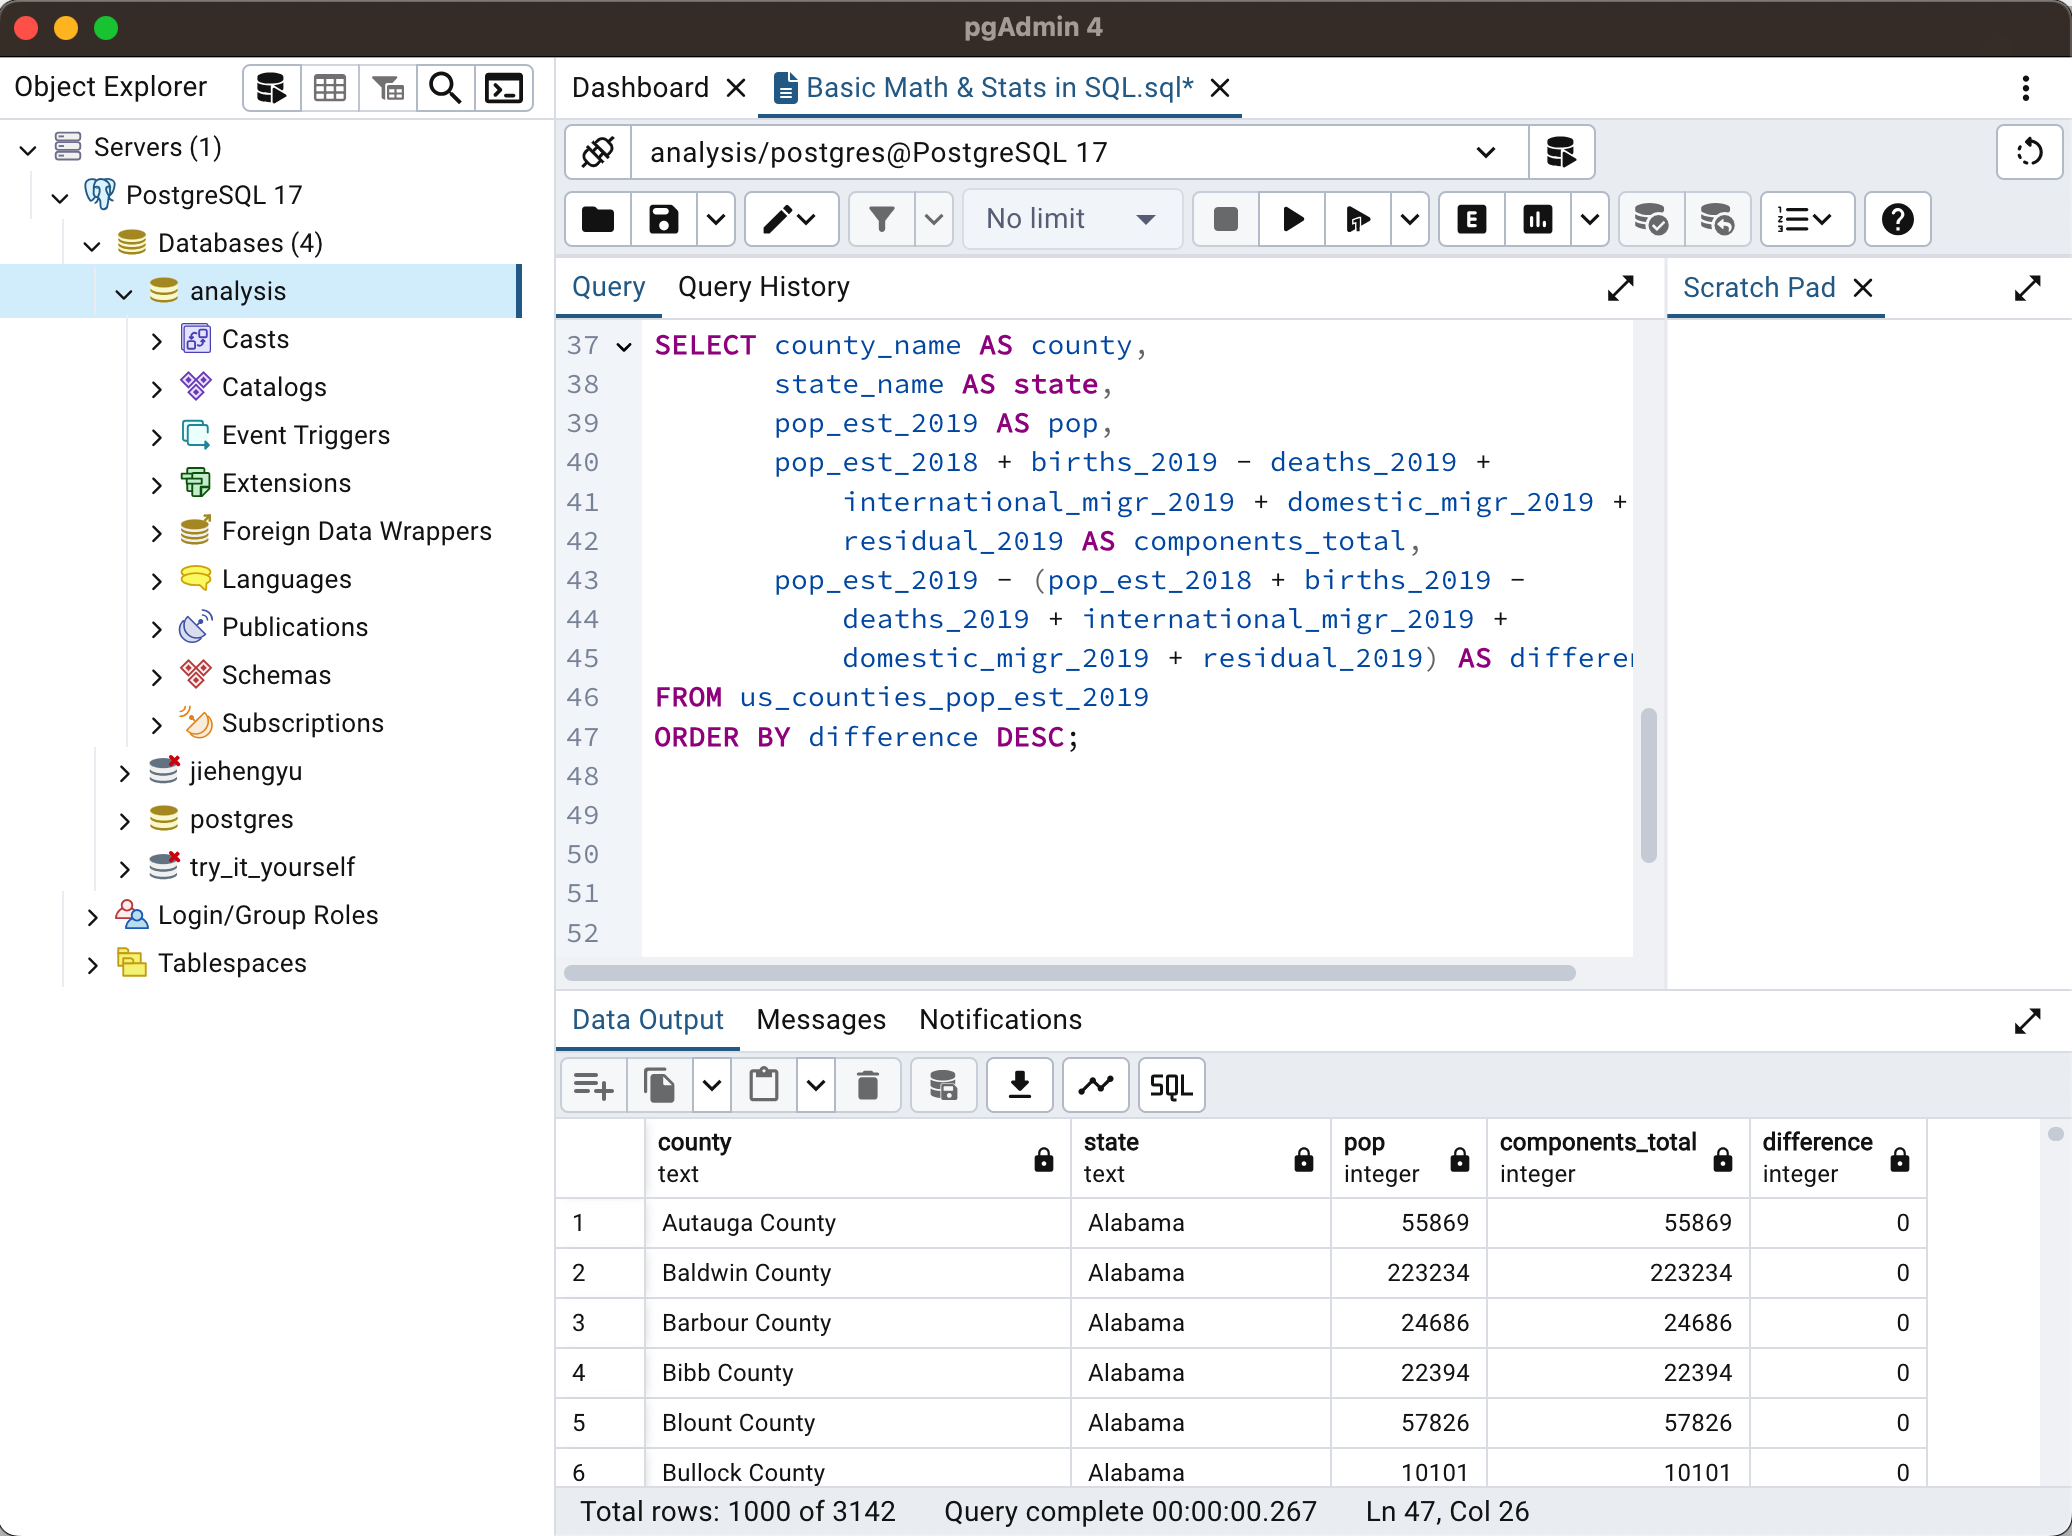 pgAdmin 4
Object Explorer
Servers (1)
PostgreSQL 17
Databases (4)
analysis
Casts
Catalogs
Event Triggers
Extensions
Foreign Data Wrappers
Languages
Publications
Schemas
Subscriptions
jiehengyu
postgres
try_it_yourself
Login/Group Roles
Tablespaces
Dashboard
Basic Math & Stats in SQL.sql*
analysis/postgres@PostgreSQL 17
No limit
E
Query Query History
Scratch Pad
37 SELECT county_name AS county,
38 state_name AS state,
39 pop_est_2019 AS pop,
40 pop_est_2018 + births_2019 - deaths_2019 +
41 international_migr_2019 + domestic_migr_2019 +
42 residual_2019 AS components_total,
43 pop_est_2019 - (pop_est_2018 + births_2019 -
44 deaths_2019 + international_migr_2019 +
45 domestic_migr_2019 + residual_2019) AS differen
46 FROM us_counties_pop_est_2019
47 ORDER BY difference DESC;
48
49
50
51
52
Data Output Messages Notifications
SQL
county state pop components_total difference
text text integer integer integer
1 Autauga County Alabama 55869 55869 0
2 Baldwin County Alabama 223234 223234 0
3 Barbour County Alabama 24686 24686 0
4 Bibb County Alabama 22394 22394 0
5 Blount County Alabama 57826 57826 0
6 Bullock County Alabama 10101 10101 0
Total rows: 1000 of 3142 Query complete 00:00:00.267 Ln 47, Col 26